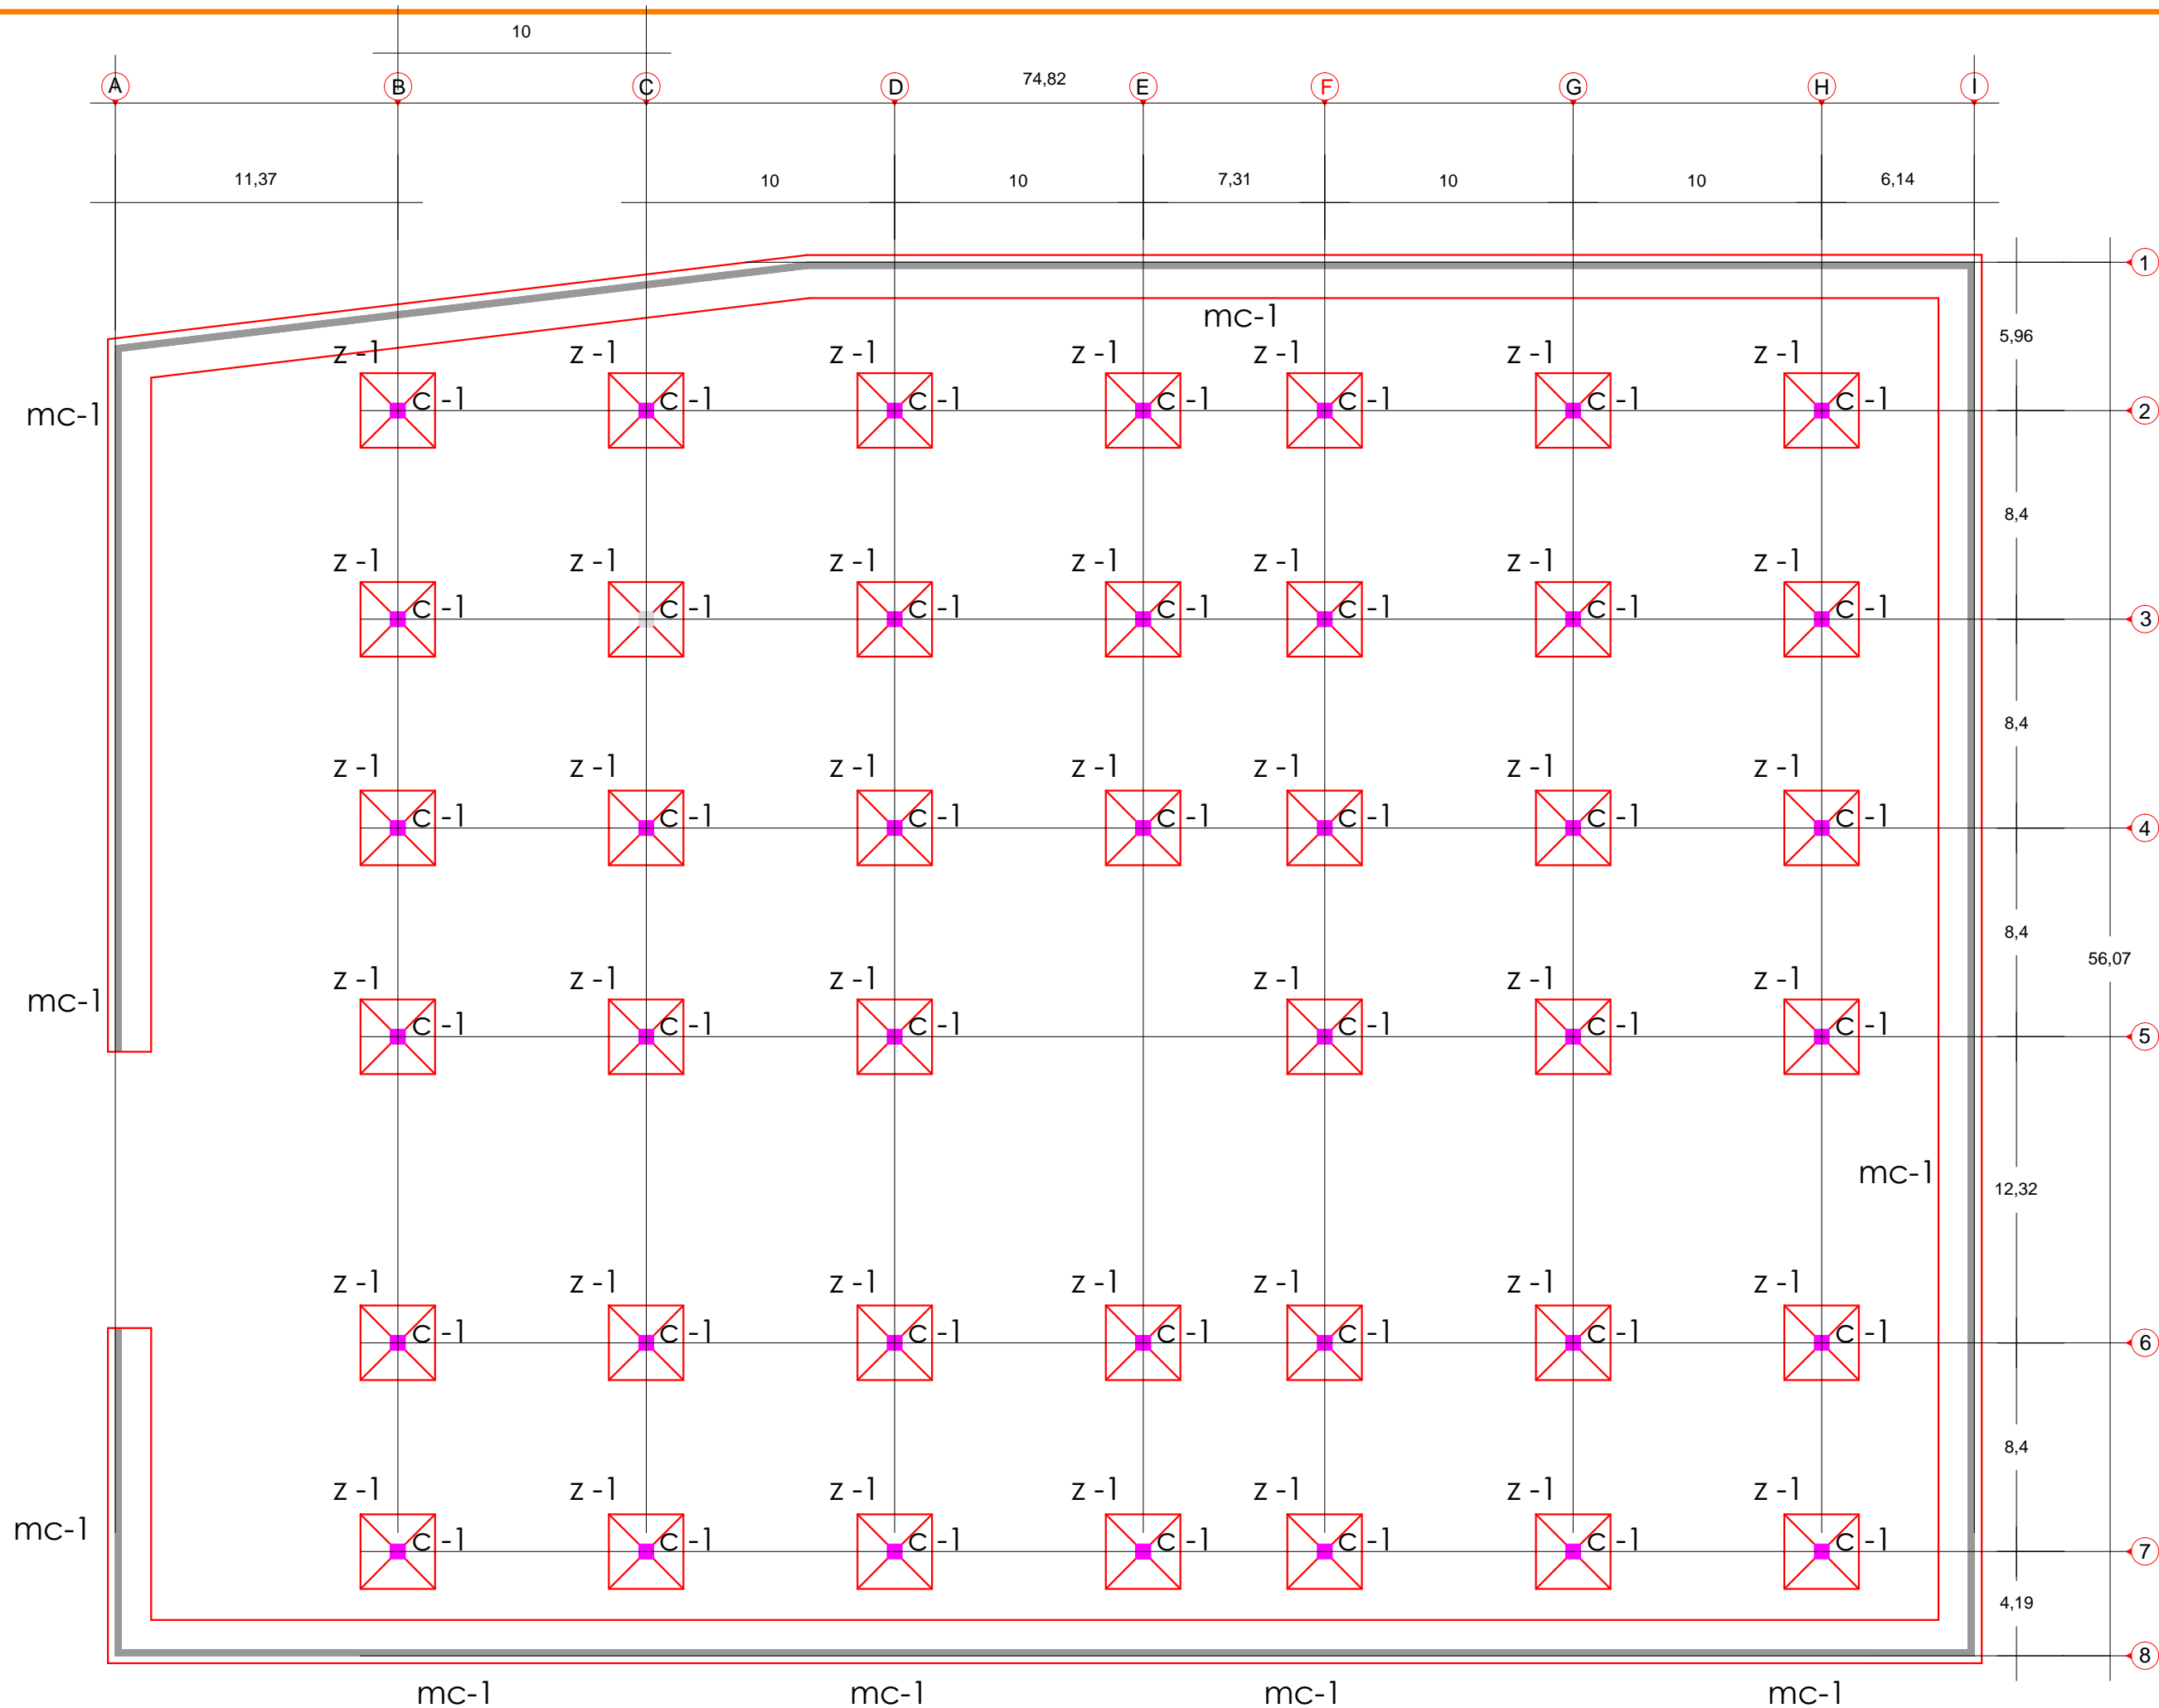 10
74,82
A B C D E F G H I
11,37 10 10 7,31 10 10 6,14
1
mc-1
5,96
z -1 z -1 z -1 z -1 z -1 z -1 z -1
mc-1 c -1 c -1 c -1 c -1 c -1 c -1 c -1 2
8,4
z -1 z -1 z -1 z -1 z -1 z -1 z -1
c -1 c -1 c -1 c -1 c -1 c -1 c -1 3
8,4
z -1 z -1 z -1 z -1 z -1 z -1 z -1
c -1 c -1 c -1 c -1 c -1 c -1 c -1 4
8,4
56,07
z -1 z -1 z -1 z -1 z -1 z -1
mc-1
c -1 c -1 c -1 c -1 c -1 c -1 5
mc-1
12,32
z -1 z -1 z -1 z -1 z -1 z -1 z -1
c -1 c -1 c -1 c -1 c -1 c -1 c -1 6
8,4
z -1 z -1 z -1 z -1 z -1 z -1 z -1
mc-1 c -1 c -1 c -1 c -1 c -1 c -1 c -1 7
4,19
8
mc-1 mc-1 mc-1 mc-1